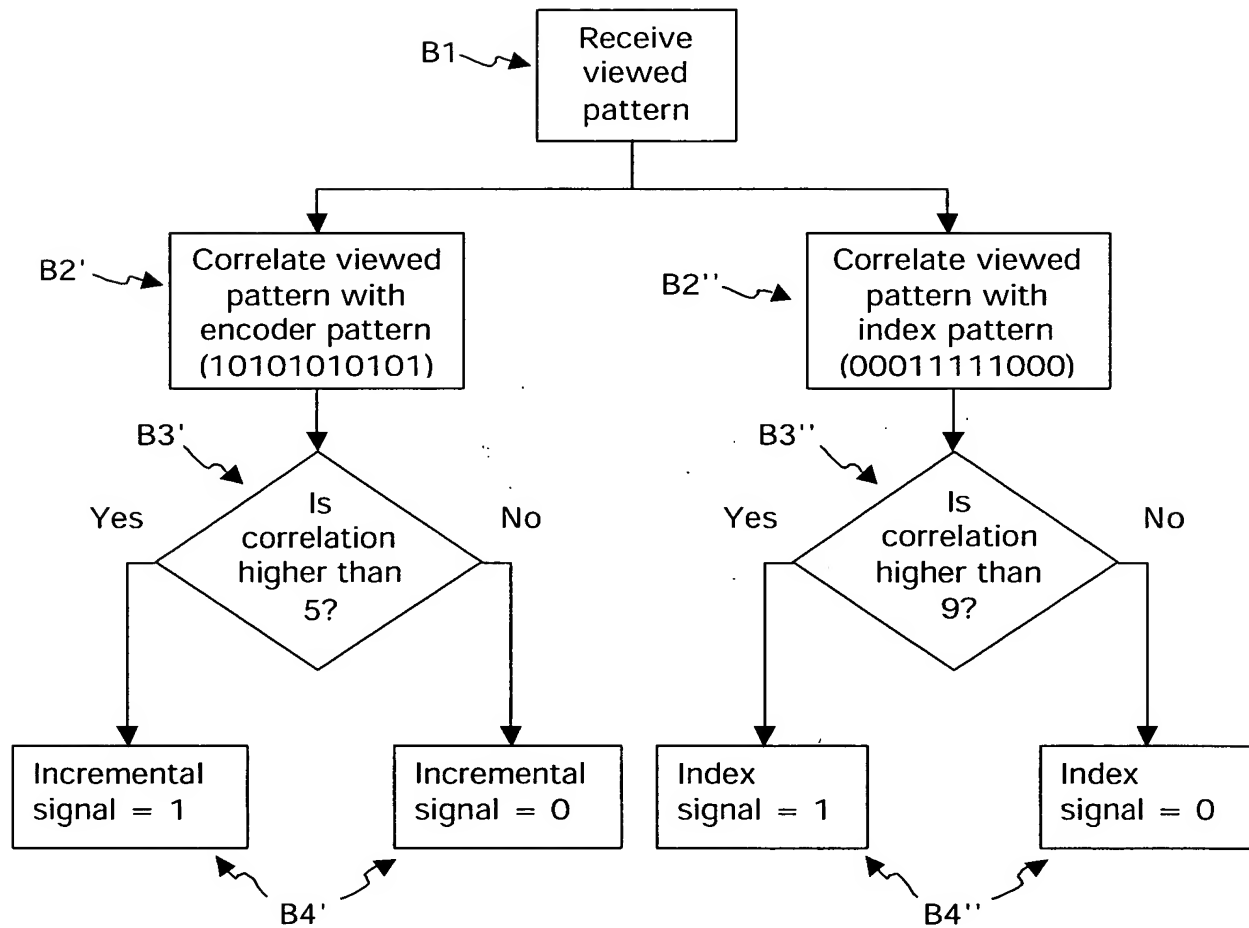 B1
Receive
viewed
pattern
B2'
Correlate viewed
pattern with
encoder pattern
(10101010101)
B2''
Correlate viewed
pattern with
index pattern
(00011111000)
B3'
Yes
Is
correlation
higher than
5?
No
B3''
Yes
Is
correlation
higher than
9?
No
Incremental
signal = 1
Incremental
signal = 0
Index
signal = 1
Index
signal = 0
B4'
B4''